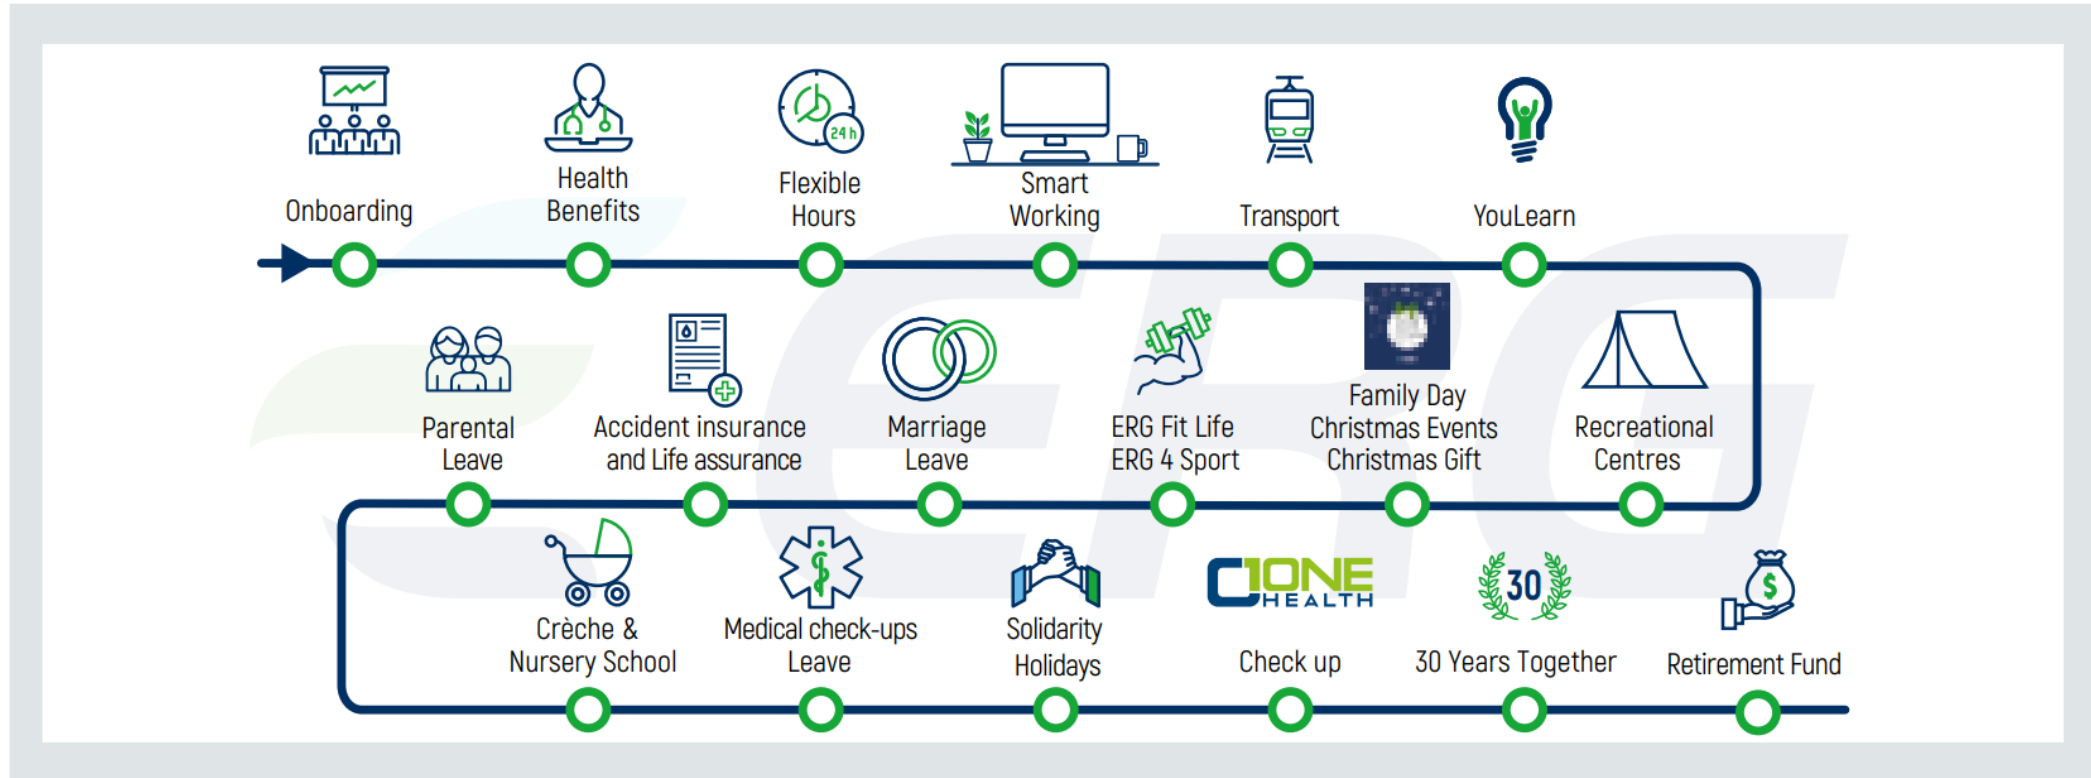 24 h
Health
Benefits
Flexible
Hours
Smart
Working
Onboarding
Transport
YouLearn
Parental
Leave
Accident insurance
and Life assurance
Marriage
Leave
ERG Fit Life
ERG 4 Sport
Family Day
Christmas Events
Christmas Gift
Recreational
Centres
ERG
Crèche &
Nursery School
Medical check-ups
Leave
Solidarity
Holidays
ONE
HEALTH
Check up
30
30 Years Together
$
Retirement Fund